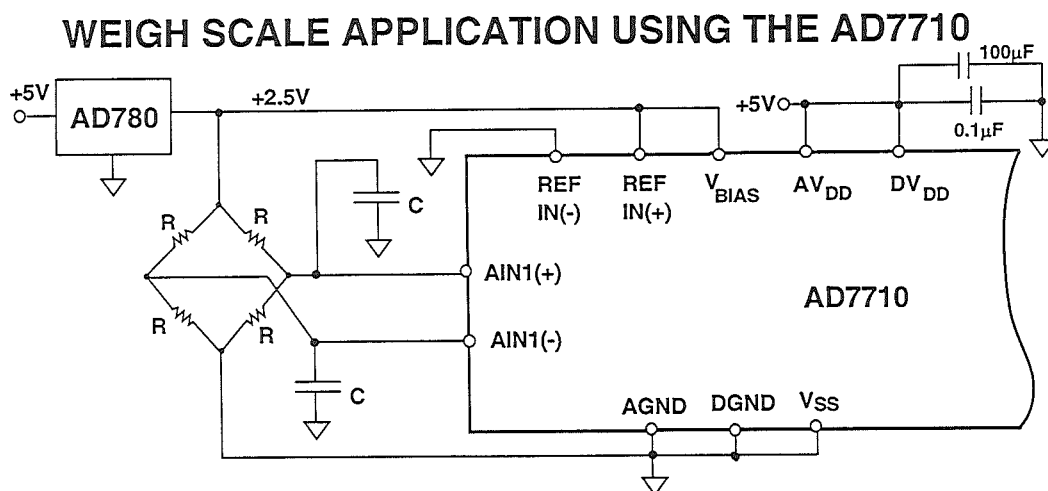 WEIGH SCALE APPLICATION USING THE AD7710
+5V
AD780
+2.5V
+5V
100μF
0.1μF
REF IN(-)
REF IN(+)
VBIAS
AVDD
DVDD
C
R
R
R
R
AIN1(+)
AIN1(-)
AD7710
C
AGND
DGND
VSS